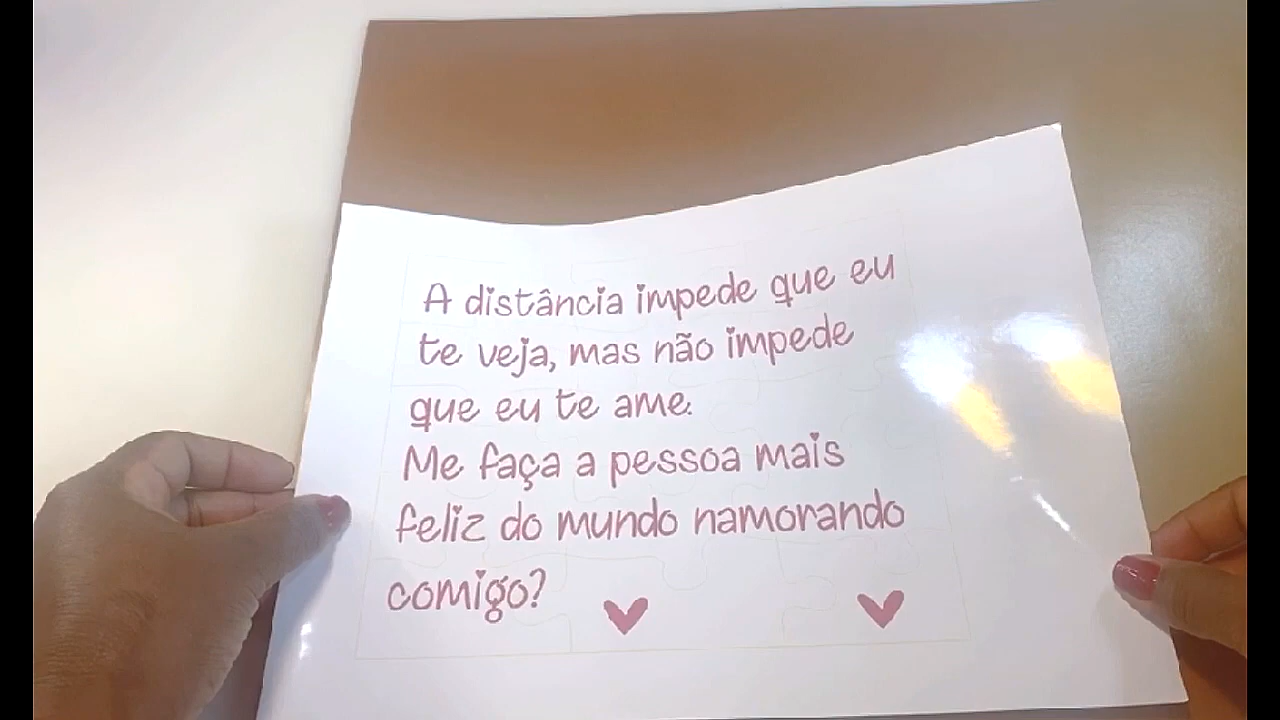 A distância impede que eu
te veja, mas não impede
que eu te ame.
Me faça a pessoa mais
feliz do mundo namorando
comigo?